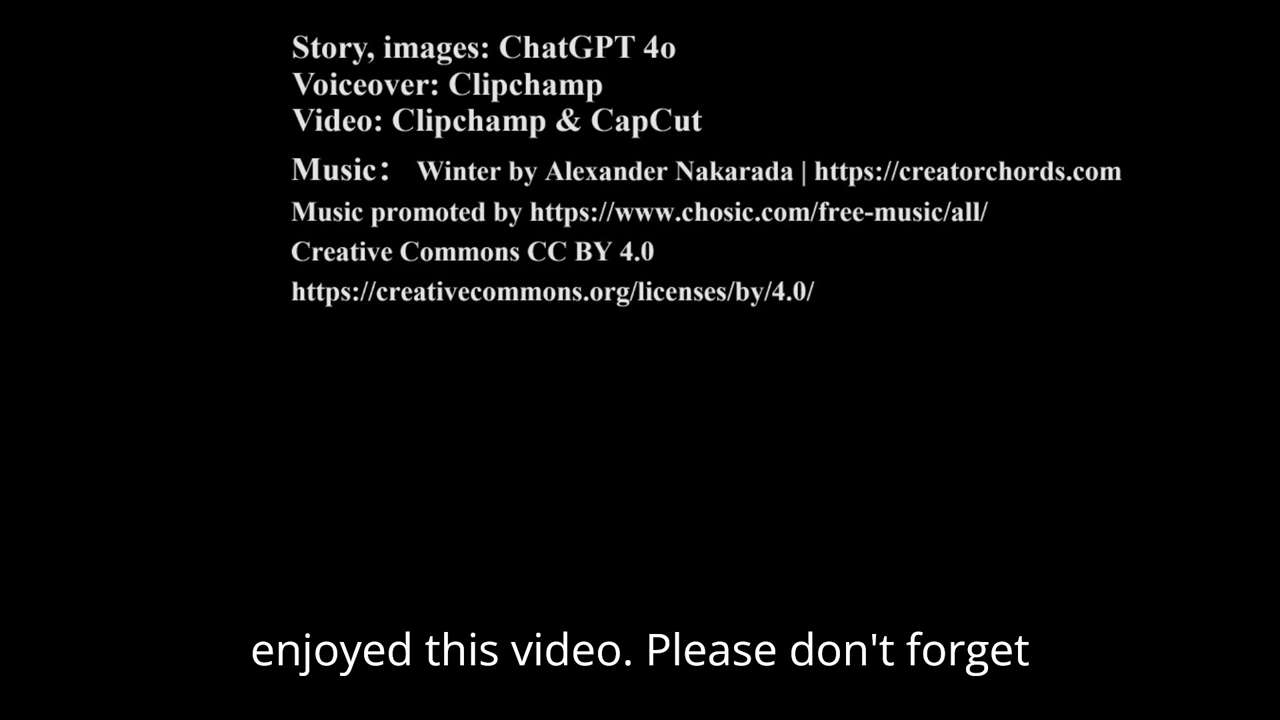 Story, images: ChatGPT 4o
Voiceover: Clipchamp
Video: Clipchamp & CapCut
Music： Winter by Alexander Nakarada | https://creatorchords.com
Music promoted by https://www.chosic.com/free-music/all/
Creative Commons CC BY 4.0
https://creativecommons.org/licenses/by/4.0/
enjoyed this video. Please don't forget